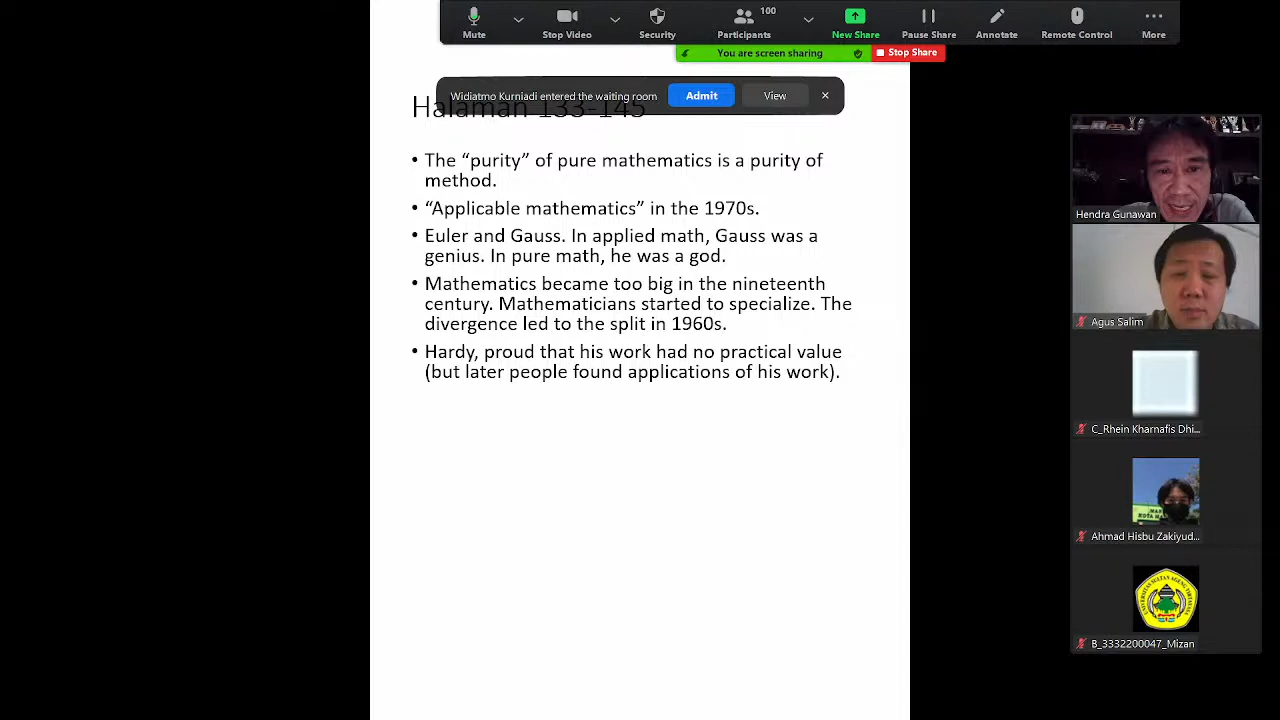 100
Mute
Stop Video
Security
Participants
New Share
Pause Share
Annotate
Remote Control
More
You are screen sharing
Stop Share
Widiatmo Kurniadi entered the waiting room
Admit
View
Halaman 133-145
• The “purity” of pure mathematics is a purity of
method.
• “Applicable mathematics” in the 1970s.
• Euler and Gauss. In applied math, Gauss was a
genius. In pure math, he was a god.
• Mathematics became too big in the nineteenth
century. Mathematicians started to specialize. The
divergence led to the split in 1960s.
• Hardy, proud that his work had no practical value
(but later people found applications of his work).
Hendra Gunawan
Agus Salim
C_Rhein Kharnafis Dhi...
Ahmad Hisbu Zakiyud...
B_3332200047_Mizan